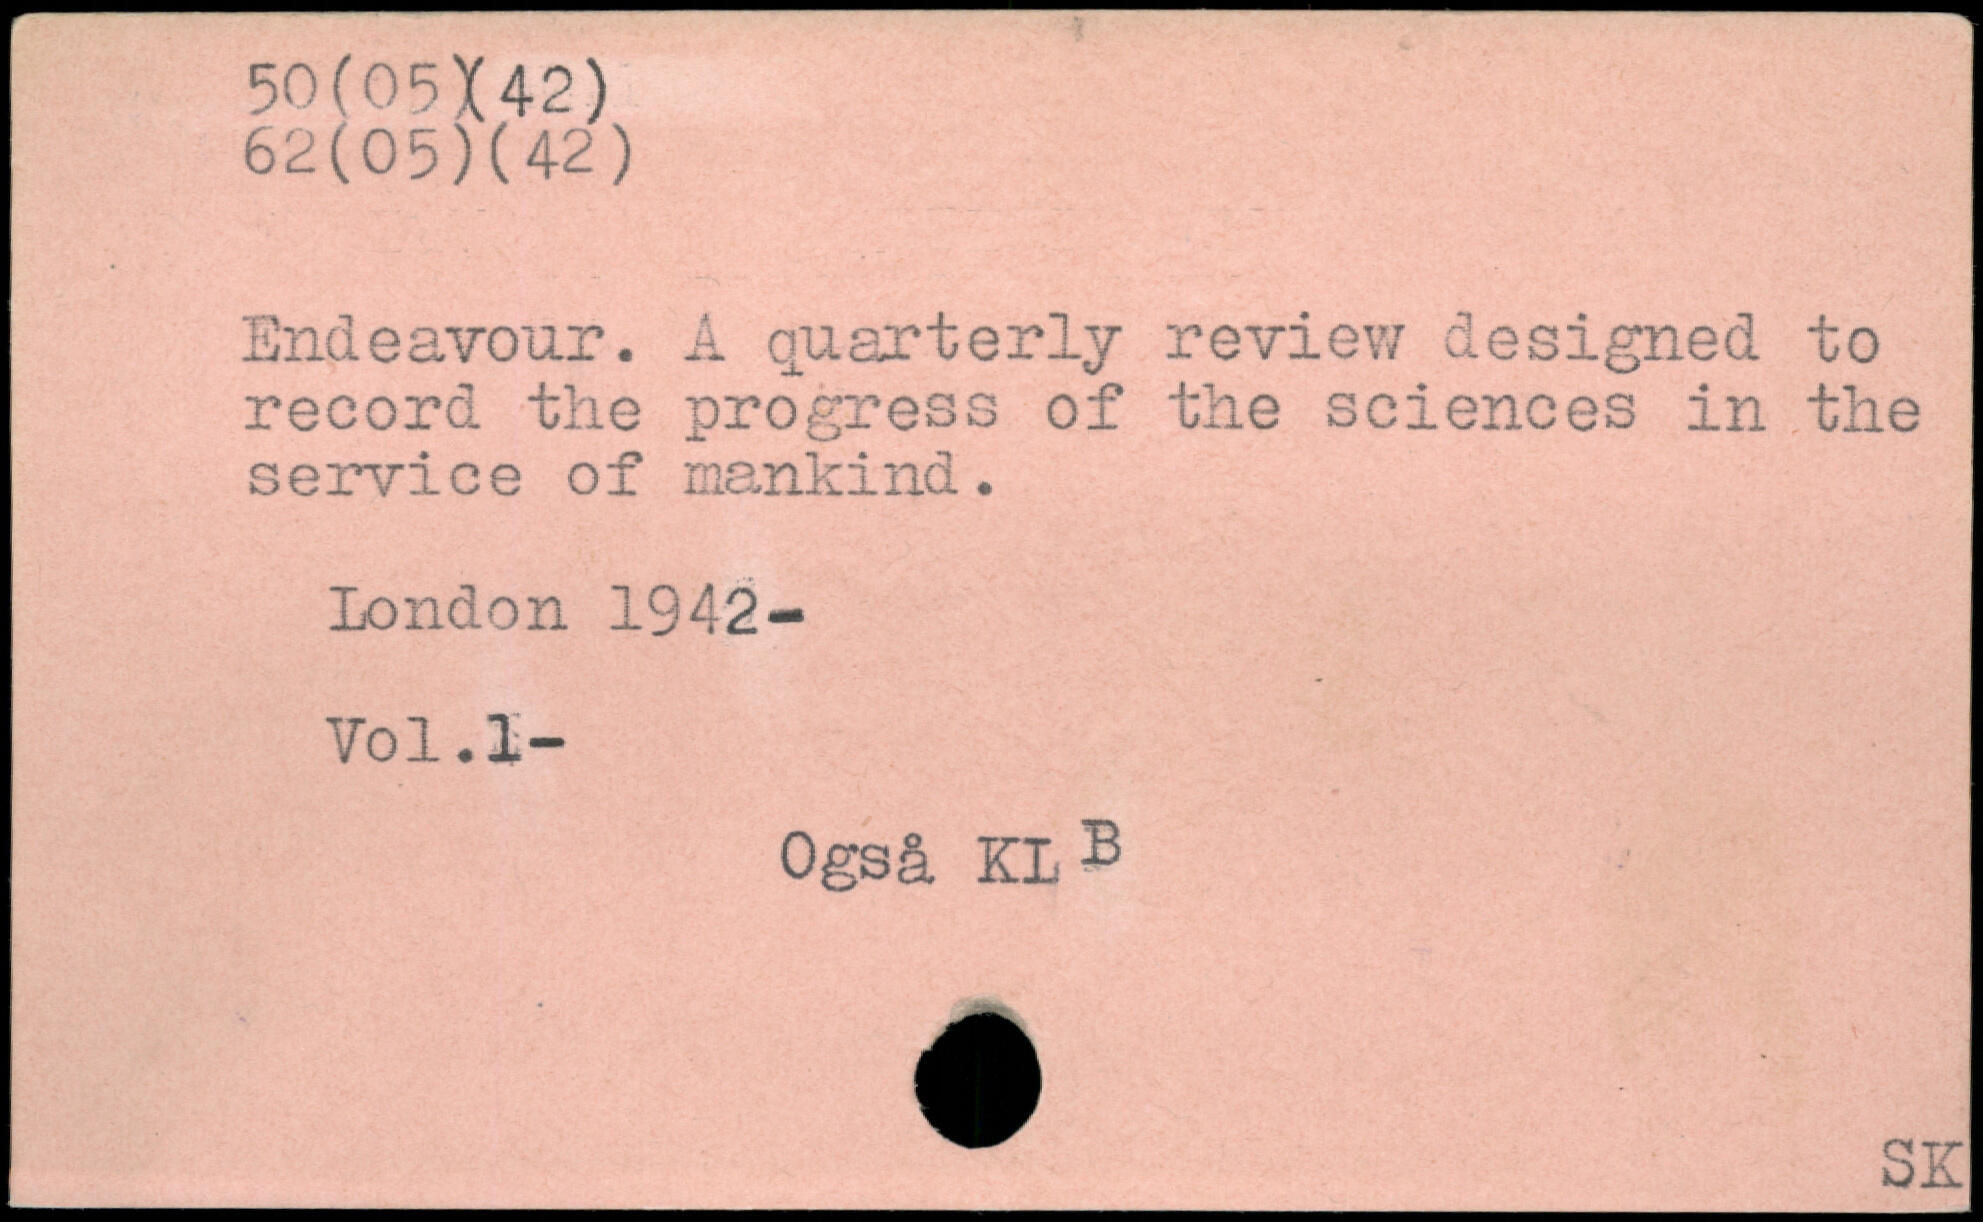 50(05)(42)
62(05)(42)
Endeavour. A quarterly review designed to
record the progress of the sciences in the
service of mankind.
London 1942-
Vol.1-
Også KLB
SK